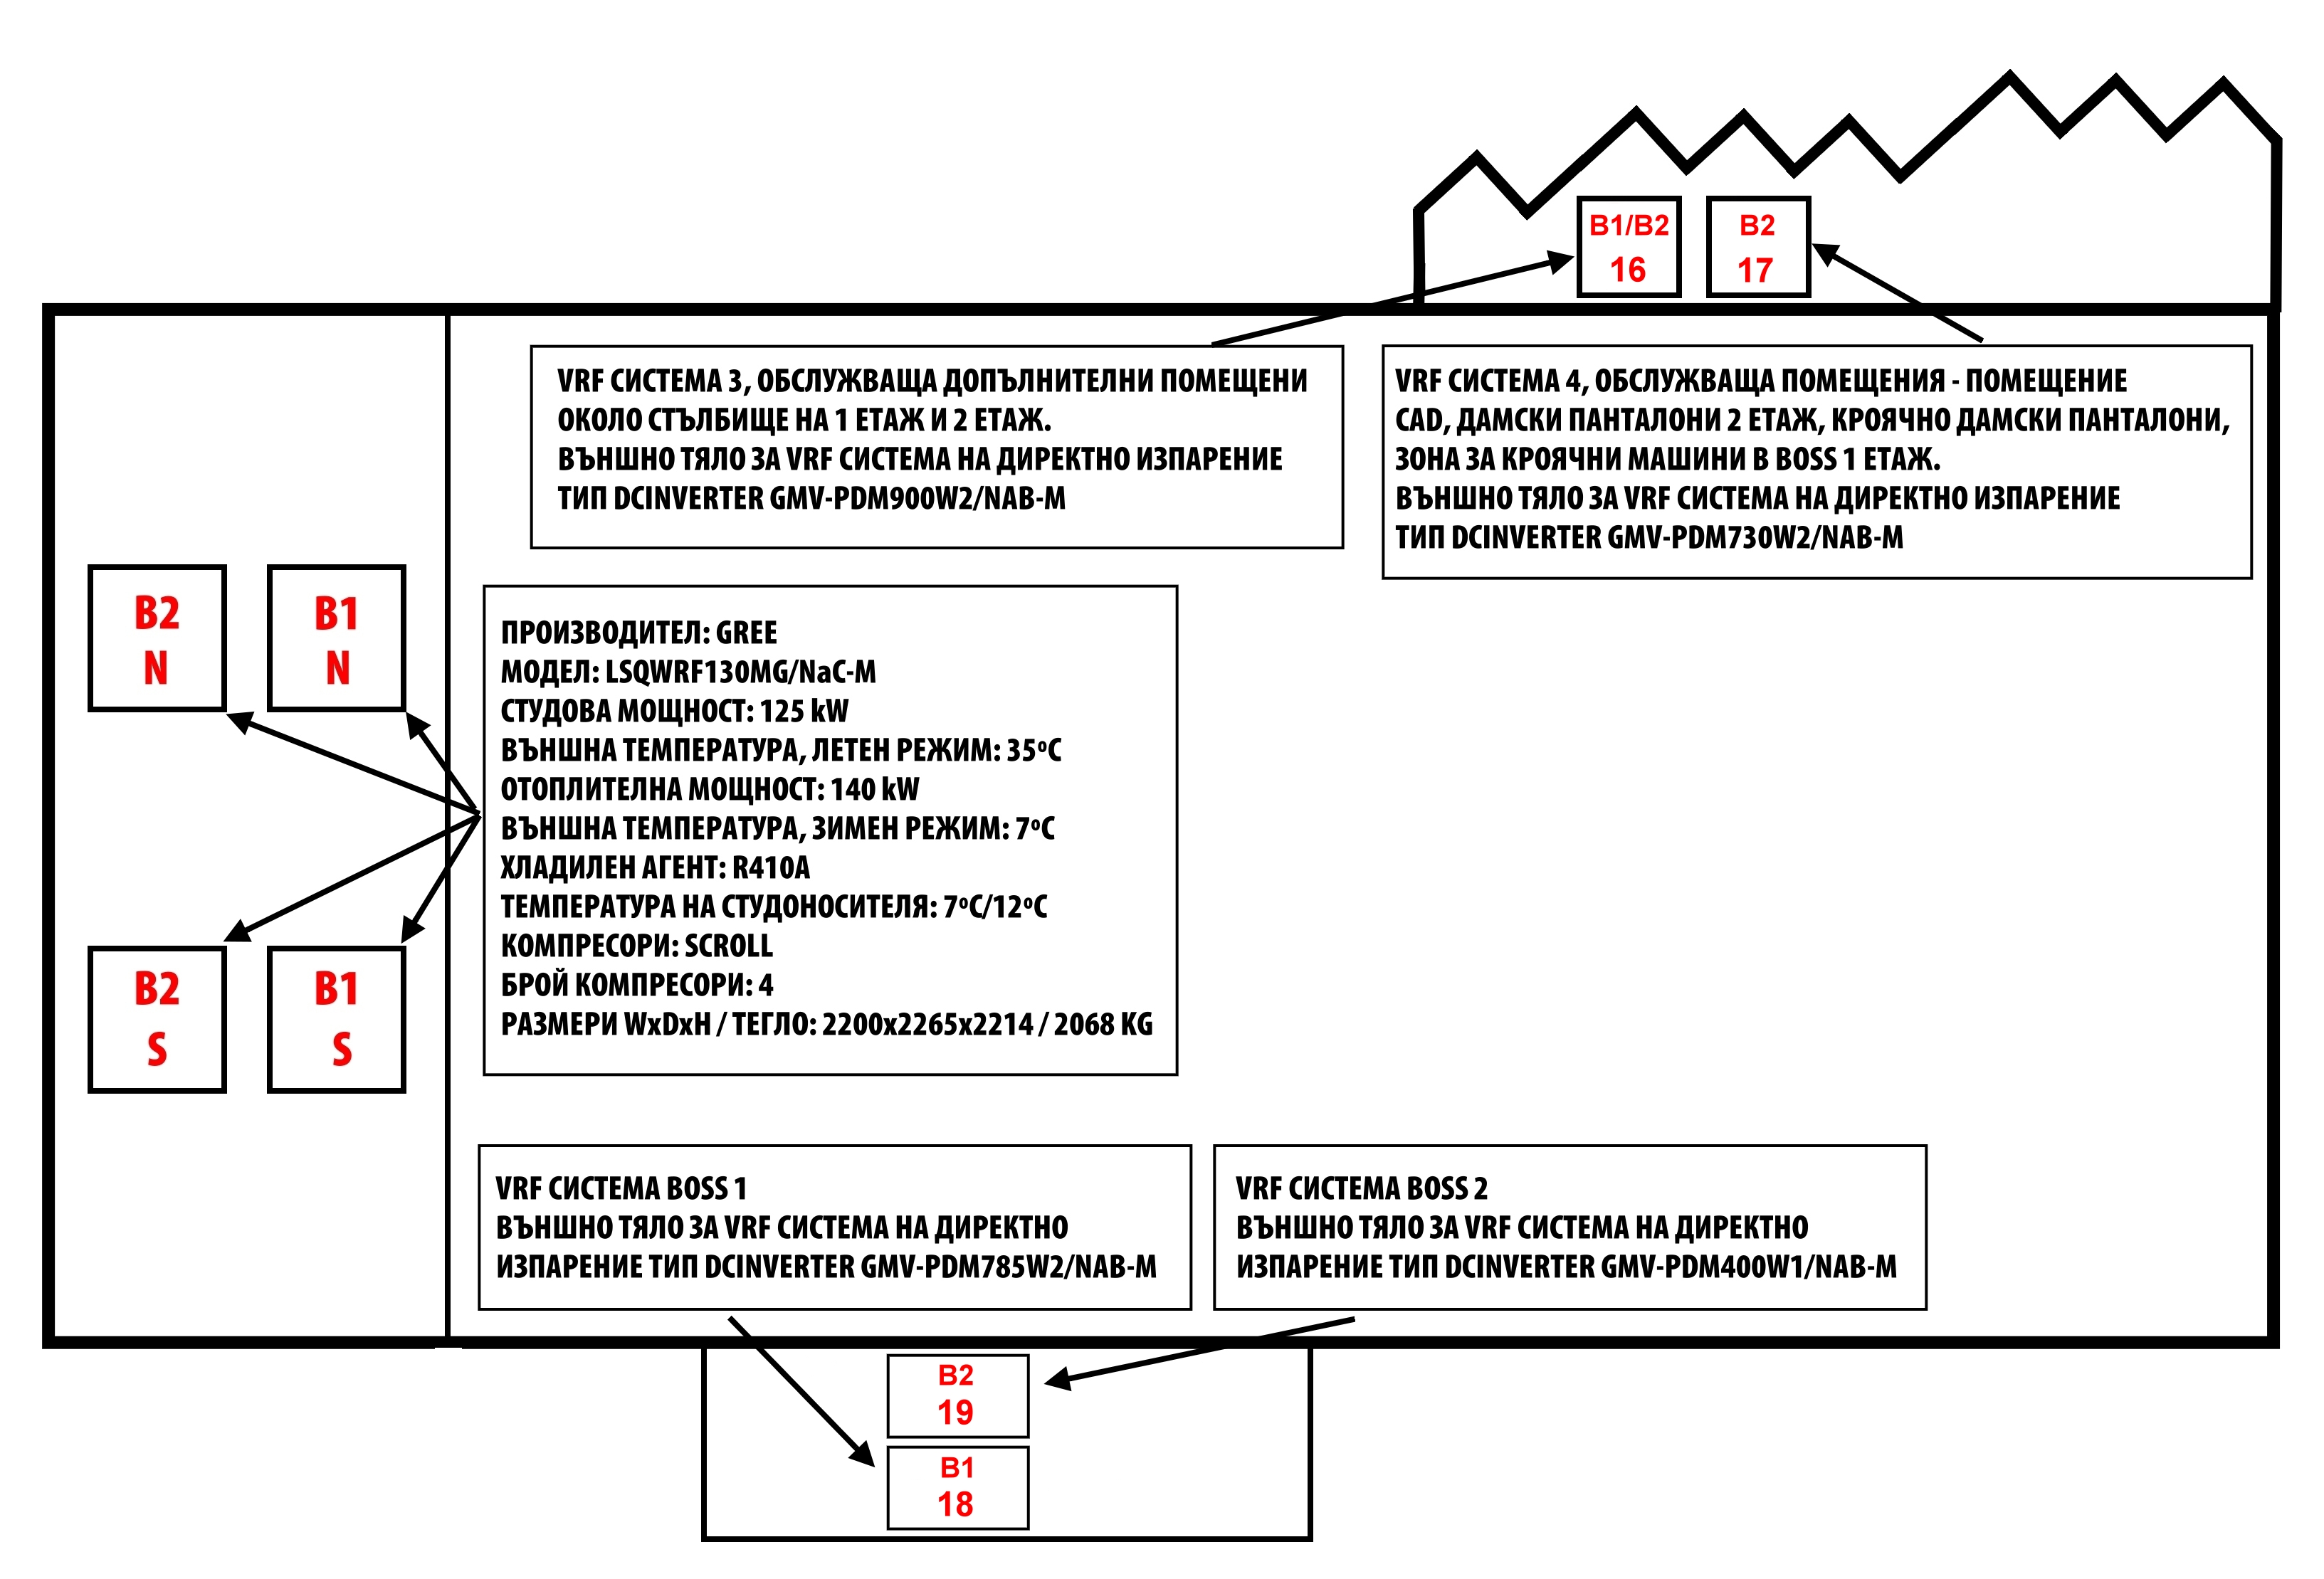 B1/B2
16
B2
17
VRF СИСТЕМА 3, ОБСЛУЖВАЩА ДОПЪЛНИТЕЛНИ ПОМЕЩЕНИ
ОКОЛО СТЪЛБИЩЕ НА 1 ЕТАЖ И 2 ЕТАЖ.
ВЪНШНО ТЯЛО ЗА VRF СИСТЕМА НА ДИРЕКТНО ИЗПАРЕНИЕ
ТИП DCINVERTER GMV-PDM900W2/NAB-M
VRF СИСТЕМА 4, ОБСЛУЖВАЩА ПОМЕЩЕНИЯ - ПОМЕЩЕНИЕ
CAD, ДАМСКИ ПАНТАЛОНИ 2 ЕТАЖ, КРОЯЧНО ДАМСКИ ПАНТАЛОНИ,
ЗОНА ЗА КРОЯЧНИ МАШИНИ В BOSS 1 ЕТАЖ.
ВЪНШНО ТЯЛО ЗА VRF СИСТЕМА НА ДИРЕКТНО ИЗПАРЕНИЕ
ТИП DCINVERTER GMV-PDM730W2/NAB-M
B2
N
B1
N
B2
S
B1
S
ПРОИЗВОДИТЕЛ: GREE
МОДЕЛ: LSQWRF130MG/NaC-M
СТУДОВА МОЩНОСТ: 125 kW
ВЪНШНА ТЕМПЕРАТУРА, ЛЕТЕН РЕЖИМ: 35ºC
ОТОПЛИТЕЛНА МОЩНОСТ: 140 kW
ВЪНШНА ТЕМПЕРАТУРА, ЗИМЕН РЕЖИМ: 7ºC
ХЛАДИЛЕН АГЕНТ: R410A
ТЕМПЕРАТУРА НА СТУДОНОСИТЕЛЯ: 7ºC/12ºC
КОМПРЕСОРИ: SCROLL
БРОЙ КОМПРЕСОРИ: 4
РАЗМЕРИ WxDxH / ТЕГЛО: 2200x2265x2214 / 2068 KG
VRF СИСТЕМА BOSS 1
ВЪНШНО ТЯЛО ЗА VRF СИСТЕМА НА ДИРЕКТНО
ИЗПАРЕНИЕ ТИП DCINVERTER GMV-PDM785W2/NAB-M
VRF СИСТЕМА BOSS 2
ВЪНШНО ТЯЛО ЗА VRF СИСТЕМА НА ДИРЕКТНО
ИЗПАРЕНИЕ ТИП DCINVERTER GMV-PDM400W1/NAB-M
B2
19
B1
18